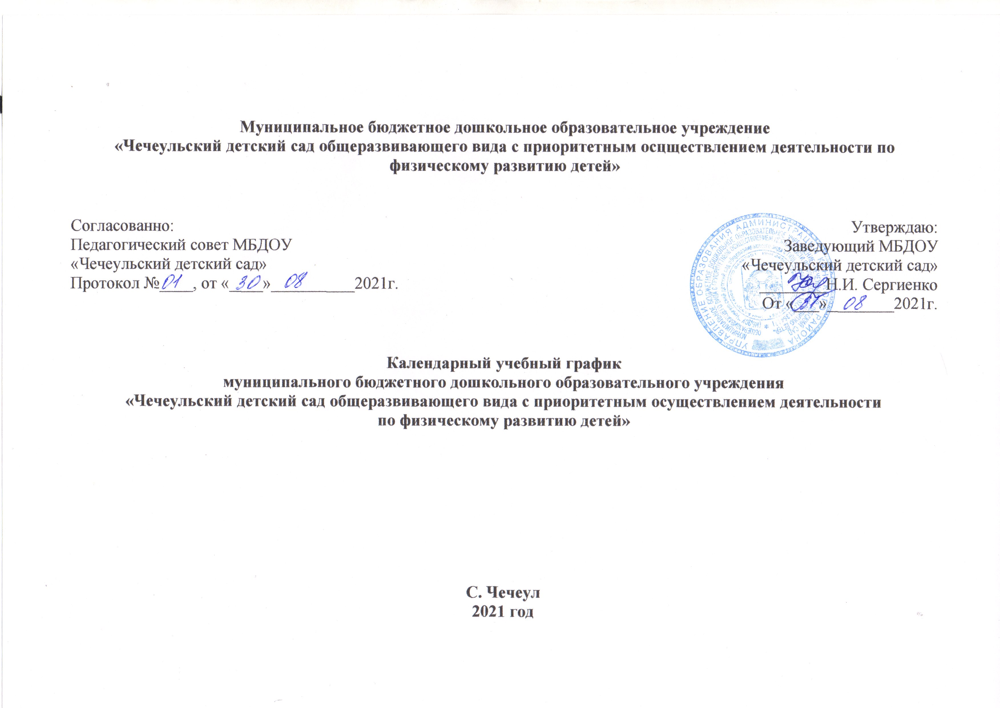 Муниципальное бюджетное дошкольное образовательное учреждение
«Чечеульский детский сад общеразвивающего вида с приоритетным осцществлением деятельности по
физическому развитию детей»
Согласованно:
Педагогический совет МБДОУ
«Чечеульский детский сад»
Протокол № 01, от «30» 08 2021г.
Утверждаю:
Заведующий МБДОУ
«Чечеульский детский сад»
Н.И. Сергиенко
От «31» 08 2021г.
УПРАВЛЕНИЕ ОБРАЗОВАНИЯ АДМИНИСТРАЦИИ КАНСКОГО РАЙОНА
Календарный учебный график
муниципального бюджетного дошкольного образовательного учреждения
«Чечеульский детский сад общеразвивающего вида с приоритетным осуществлением деятельности
по физическому развитию детей»
С. Чечеул
2021 год